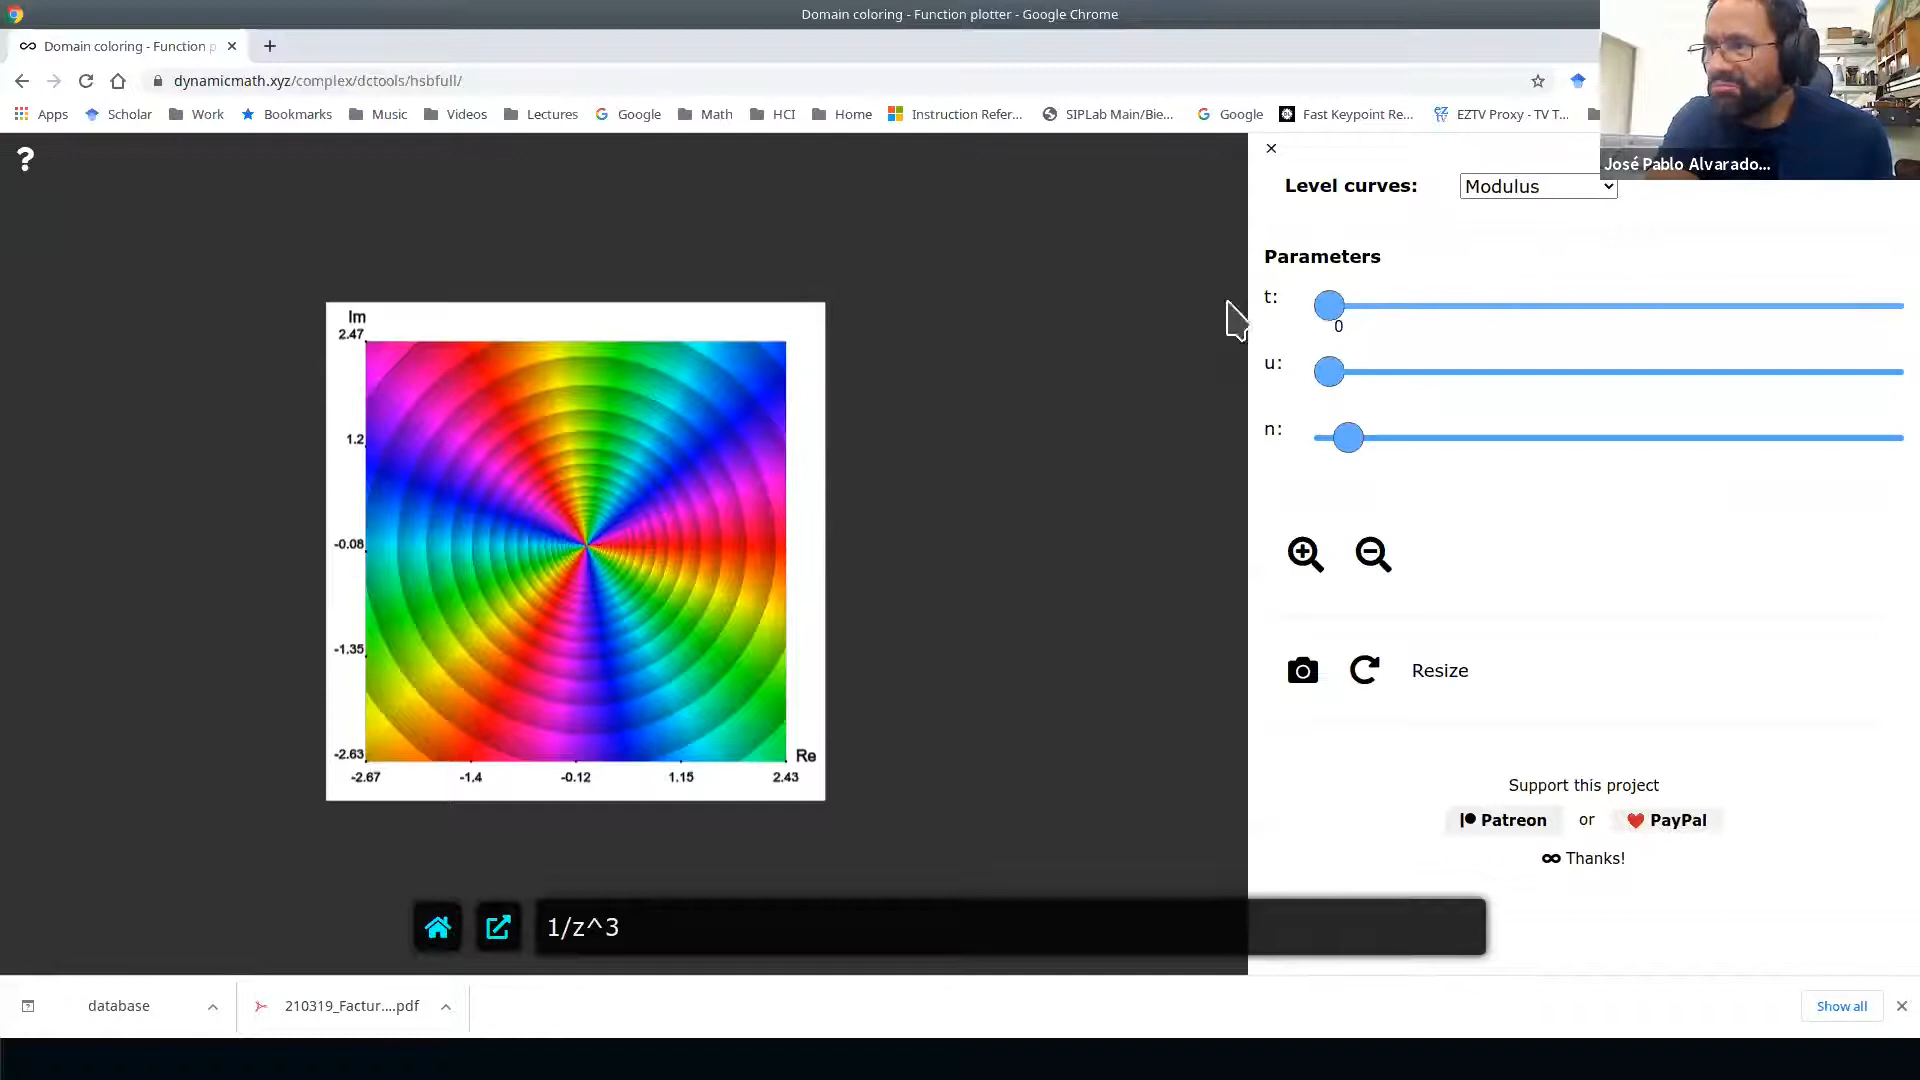 Domain coloring - Function plotter - Google Chrome
Domain coloring - Function p
dynamicmath.xyz/complex/dctools/hsbfull/
Apps Scholar Work Bookmarks Music Videos Lectures Google Math HCI Home Instruction Refer... SIPLab Main/Bie... Google Fast Keypoint Re... EZTV Proxy - TV T...
José Pablo Alvarado...
?
Level curves: Modulus
Parameters
t:
0
u:
n:
Im
2.47
1.2
-0.08
-1.35
-2.63
Re
-2.67 -1.4 -0.12 1.15 2.43
Resize
Support this project
Patreon or PayPal
Thanks!
1/z^3
database
210319_Factur....pdf
Show all